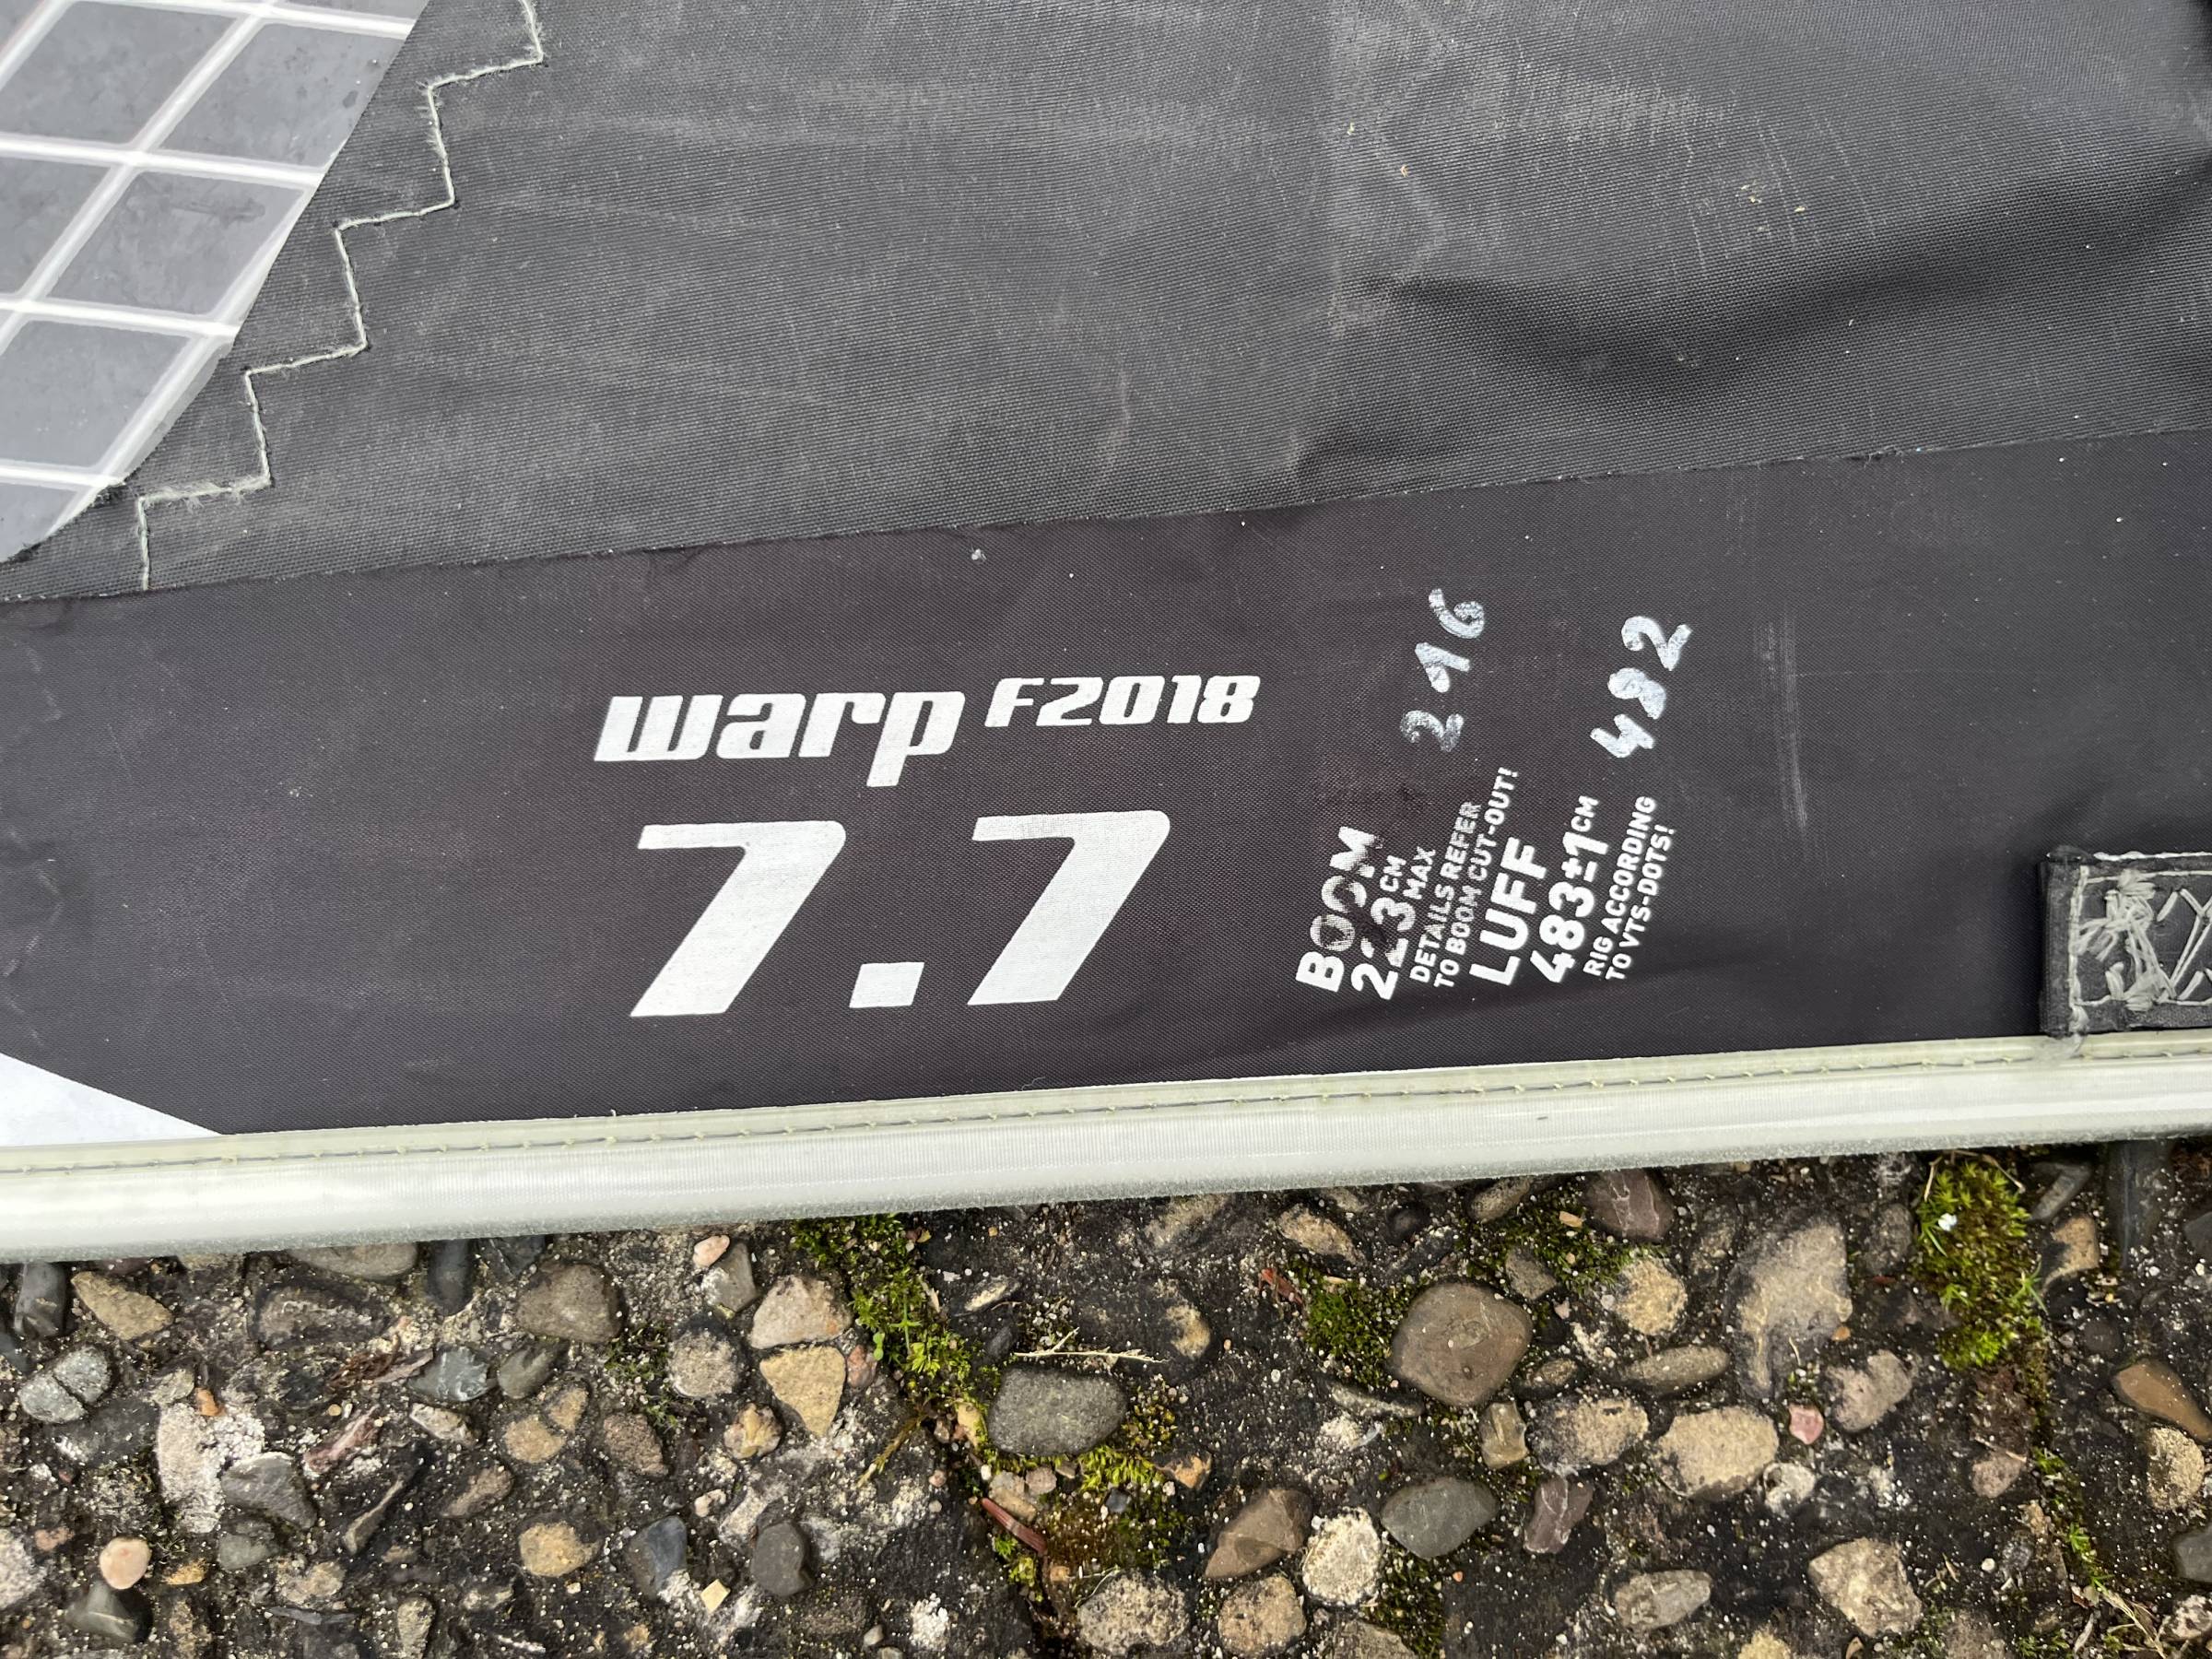 warp F2018
7.7
BOOM
223 CM MAX
DETAILS REFER
TO BOOM CUT-OUT!
LUFF
483±1 CM
RIG ACCORDING
TO VTS-DOTS!
216
482